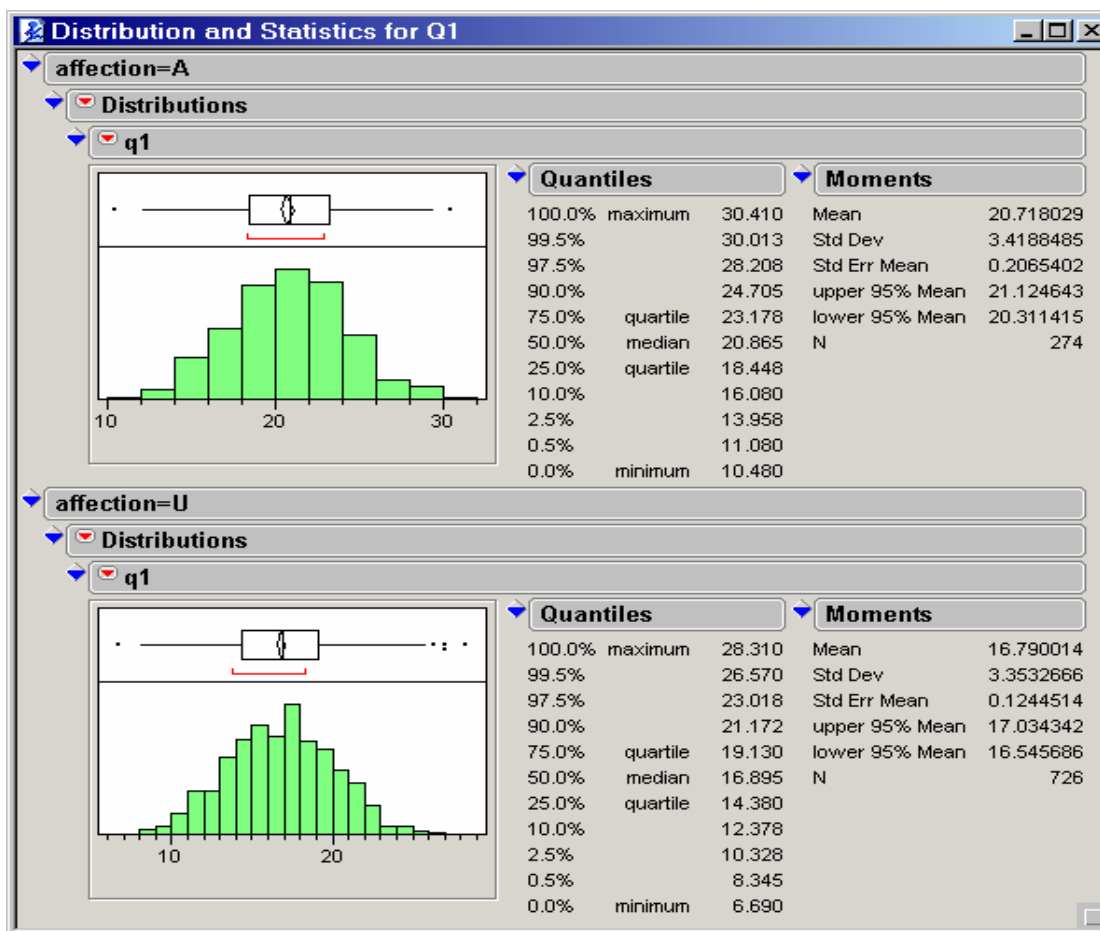 Distribution and Statistics for Q1
affection=A
Distributions
q1
10 20 30
Quantiles
100.0% maximum 30.410
99.5% 30.013
97.5% 28.208
90.0% 24.705
75.0% quartile 23.178
50.0% median 20.865
25.0% quartile 18.448
10.0% 16.080
2.5% 13.958
0.5% 11.080
0.0% minimum 10.480
Moments
Mean 20.718029
Std Dev 3.4188485
Std Err Mean 0.2065402
upper 95% Mean 21.124643
lower 95% Mean 20.311415
N 274
affection=U
Distributions
q1
10 20
Quantiles
100.0% maximum 28.310
99.5% 26.570
97.5% 23.018
90.0% 21.172
75.0% quartile 19.130
50.0% median 16.895
25.0% quartile 14.380
10.0% 12.378
2.5% 10.328
0.5% 8.345
0.0% minimum 6.690
Moments
Mean 16.790014
Std Dev 3.3532666
Std Err Mean 0.1244514
upper 95% Mean 17.034342
lower 95% Mean 16.545686
N 726